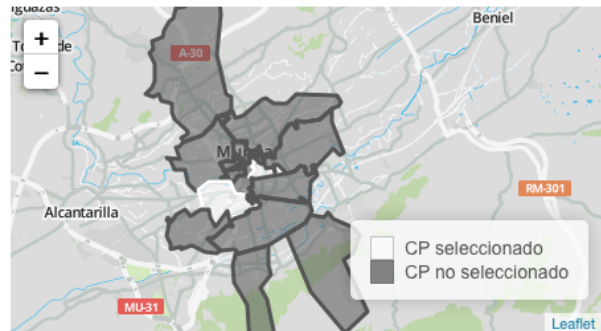 Beniel
+
−
A-30
Alcantarilla
RM-301
CP seleccionado
CP no seleccionado
MU-31
Leaflet